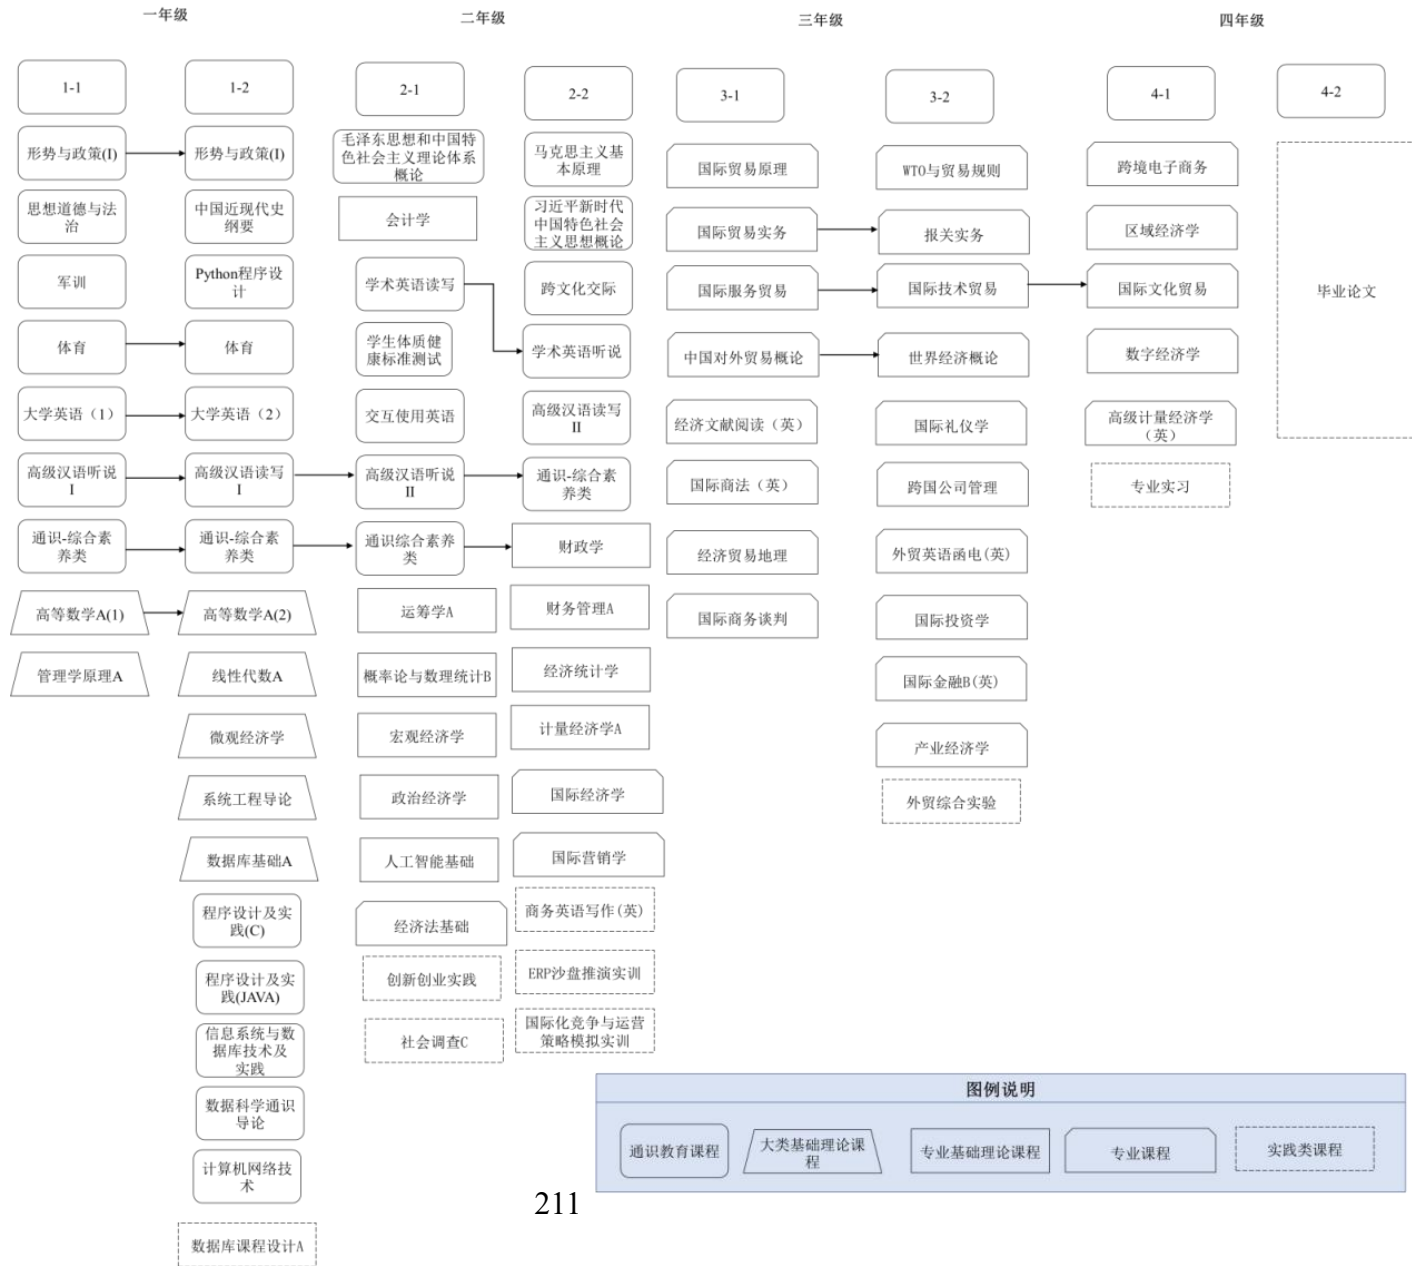 一年级
二年级
三年级
四年级
1-1
1-2
2-1
2-2
3-1
3-2
4-1
4-2
形势与政策(I)
思想道德与法
治
军训
体育
大学英语（1）
高级汉语听说
I
通识-综合素
养类
高等数学A(1)
管理学原理A
形势与政策(I)
中国近现代史
纲要
Python程序设
计
体育
大学英语（2）
高级汉语读写
I
通识-综合素
养类
高等数学A(2)
线性代数A
微观经济学
系统工程导论
数据库基础A
程序设计及实
践(C)
程序设计及实
践(JAVA)
信息系统与数
据库技术及
实践
数据科学通识
导论
计算机网络技
术
数据库课程设计A
毛泽东思想和中国特
色社会主义理论体系
概论
会计学
学术英语读写
学生体质健
康标准测试
交互使用英语
高级汉语听说
II
通识综合素养
类
运筹学A
概率论与数理统计B
宏观经济学
政治经济学
人工智能基础
经济法基础
创新创业实践
社会调查C
马克思主义基
本原理
习近平新时代
中国特色社会
主义思想概论
跨文化交际
学术英语听说
高级汉语读写
II
通识-综合素
养类
财政学
财务管理A
经济统计学
计量经济学A
国际经济学
国际营销学
商务英语写作(英)
ERP沙盘推演实训
国际化竞争与运营
策略模拟实训
国际贸易原理
国际贸易实务
国际服务贸易
中国对外贸易概论
经济文献阅读（英）
国际商法（英）
经济贸易地理
国际商务谈判
WTO与贸易规则
报关实务
国际技术贸易
世界经济概论
国际礼仪学
跨国公司管理
外贸英语函电(英)
国际投资学
国际金融B(英)
产业经济学
外贸综合实验
跨境电子商务
区域经济学
国际文化贸易
数字经济学
高级计量经济学
（英）
专业实习
毕业论文
图例说明
通识教育课程
大类基础理论课
程
专业基础理论课程
专业课程
实践类课程
211